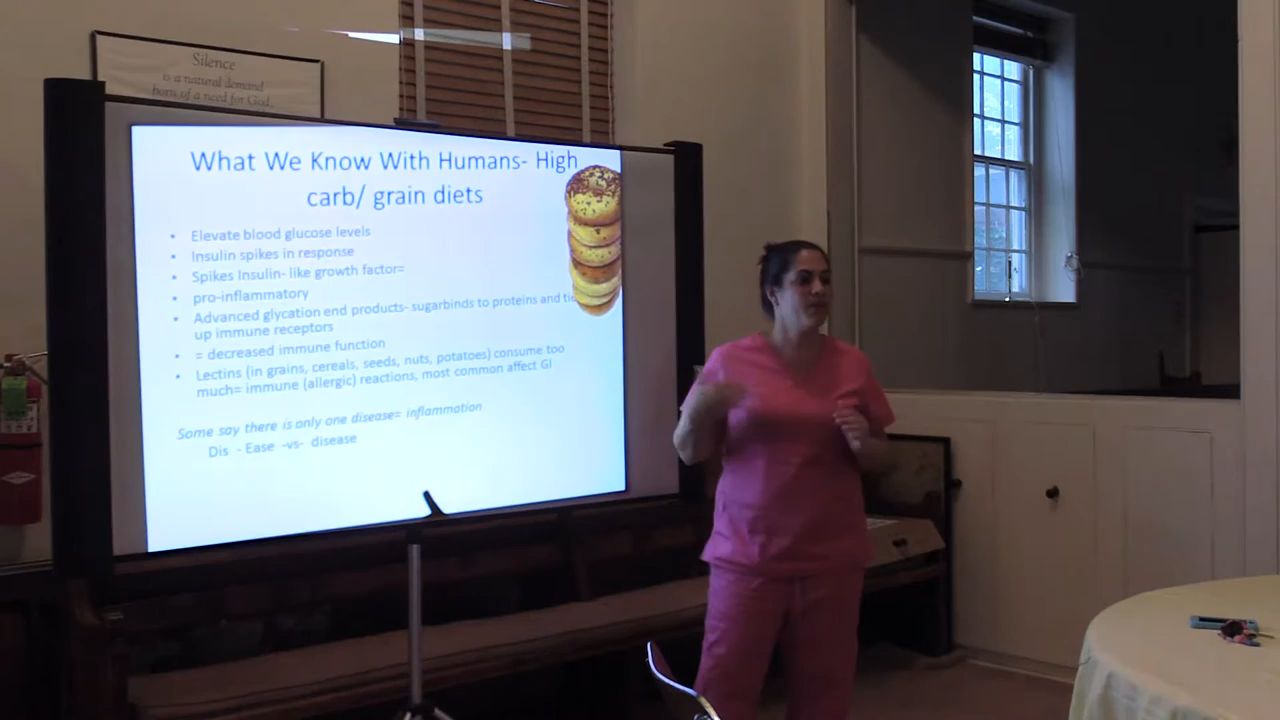 Silence
is a natural demand
born of a need for God,
What We Know With Humans- High
carb/ grain diets
• Elevate blood glucose levels
• Insulin spikes in response
• Spikes Insulin- like growth factor=
• pro-inflammatory
• Advanced glycation end products- sugarbinds to proteins and
up immune receptors
• = decreased immune function
• Lectins (in grains, cereals, seeds, nuts, potatoes) consume too
much= immune (allergic) reactions, most common affect GI
Some say there is only one disease= inflammation
Dis - Ease -vs- disease